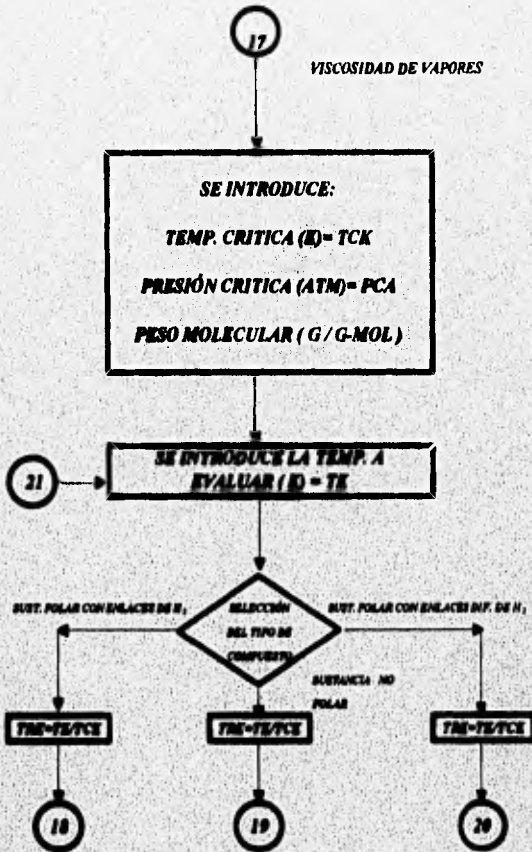 17
VISCOSIDAD DE VAPORES
SE INTRODUCE:
TEMP. CRITICA (K)= TCK
PRESIÓN CRITICA (ATM)= PCA
PESO MOLECULAR ( G / G-MOL )
SE INTRODUCE LA TEMP. A
EVALUAR ( K ) = TK
21
SUST. POLAR CON ENLACES DE H 2
SELECCIÓN
DEL TIPO DE
COMPUESTO
SUST. POLAR CON ENLACES DIF. DE H 2
SUSTANCIA NO
POLAR
TRK=TK/TCK
TRK=TK/TCK
TRK=TK/TCK
18
19
20